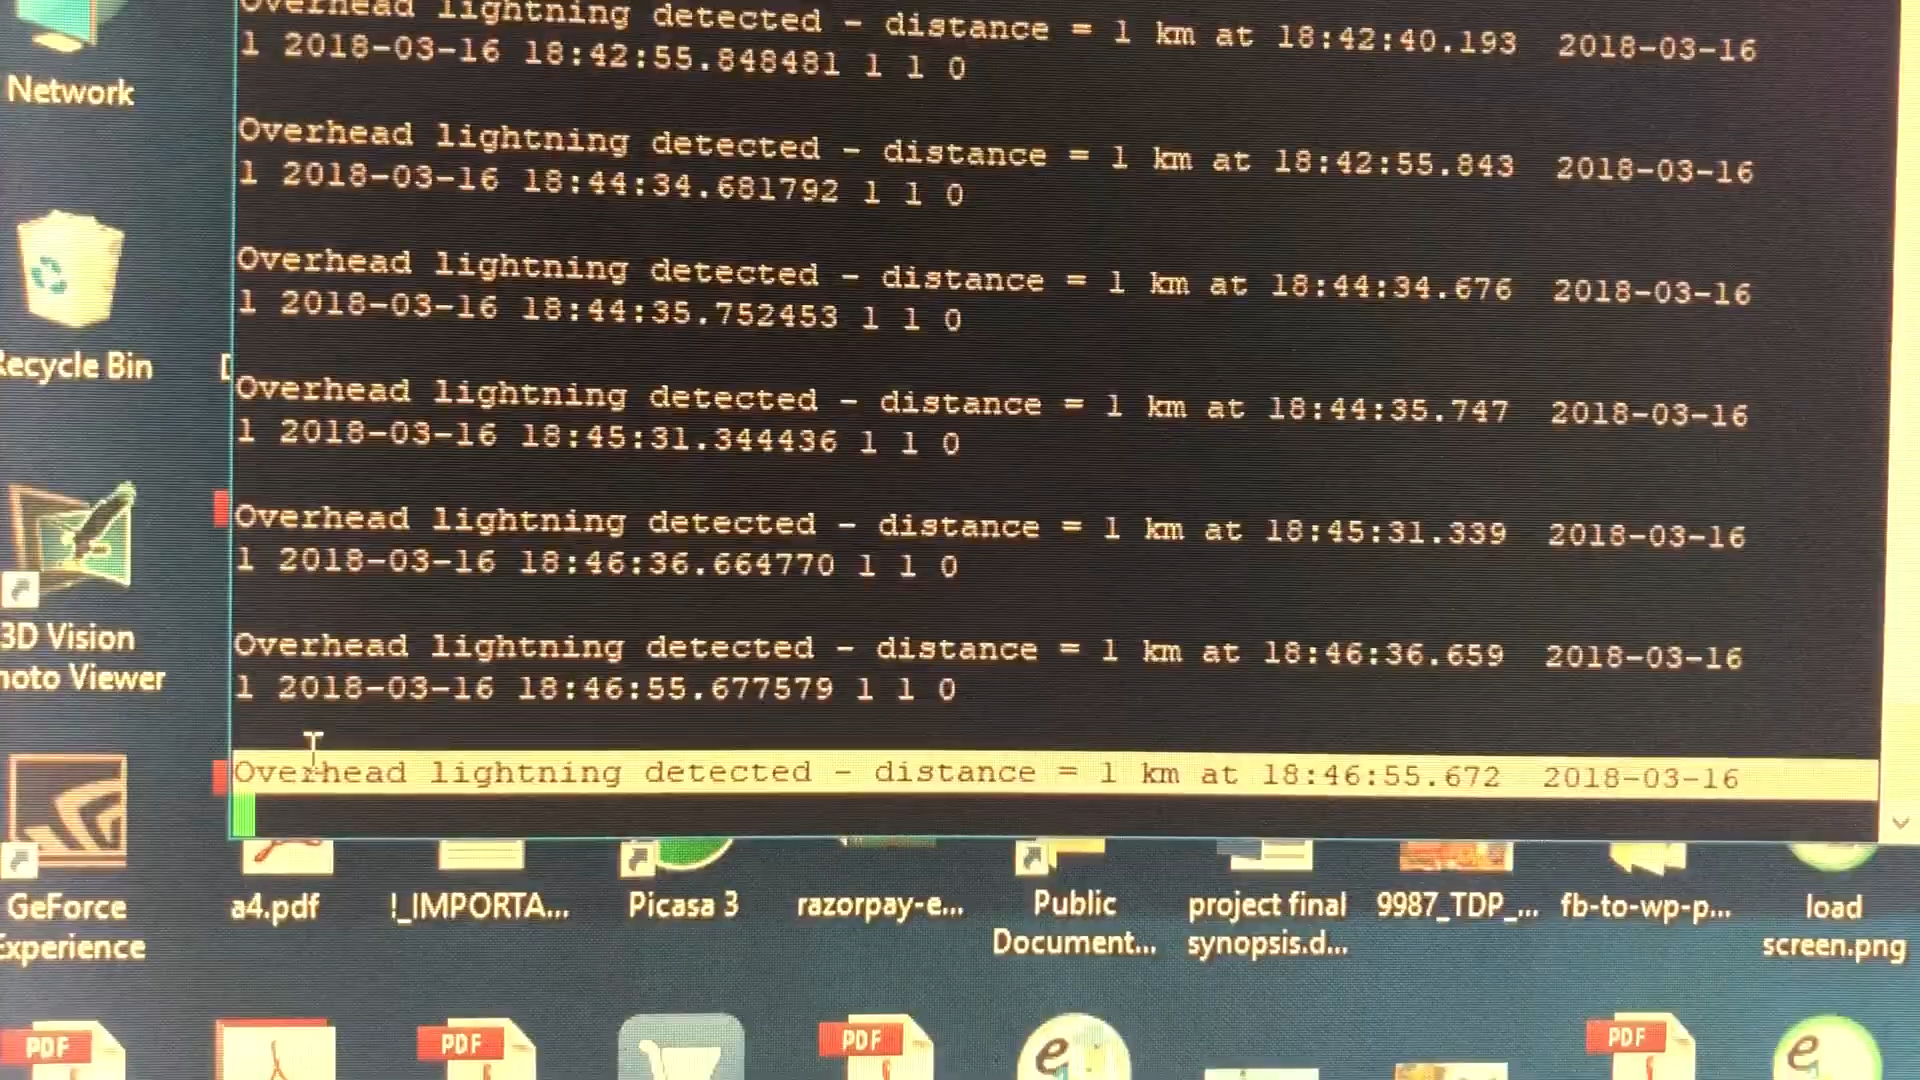 Overhead lightning detected - distance = 1 km at 18:42:40.193 2018-03-16
1 2018-03-16 18:42:55.848481 1 1 0
Overhead lightning detected - distance = 1 km at 18:42:55.843 2018-03-16
1 2018-03-16 18:44:34.681792 1 1 0
Overhead lightning detected - distance = 1 km at 18:44:34.676 2018-03-16
1 2018-03-16 18:44:35.752453 1 1 0
Overhead lightning detected - distance = 1 km at 18:44:35.747 2018-03-16
1 2018-03-16 18:45:31.344436 1 1 0
Overhead lightning detected - distance = 1 km at 18:45:31.339 2018-03-16
1 2018-03-16 18:46:36.664770 1 1 0
Overhead lightning detected - distance = 1 km at 18:46:36.659 2018-03-16
1 2018-03-16 18:46:55.677579 1 1 0
Overhead lightning detected - distance = 1 km at 18:46:55.672 2018-03-16
Network
Recycle Bin
3D Vision
hoto Viewer
GeForce
Experience
a4.pdf
!_IMPORTA...
Picasa 3
razorpay-e...
Public
Document...
project final
synopsis.d...
9987_TDP_...
fb-to-wp-p...
load
screen.png
PDF
PDF
PDF
PDF